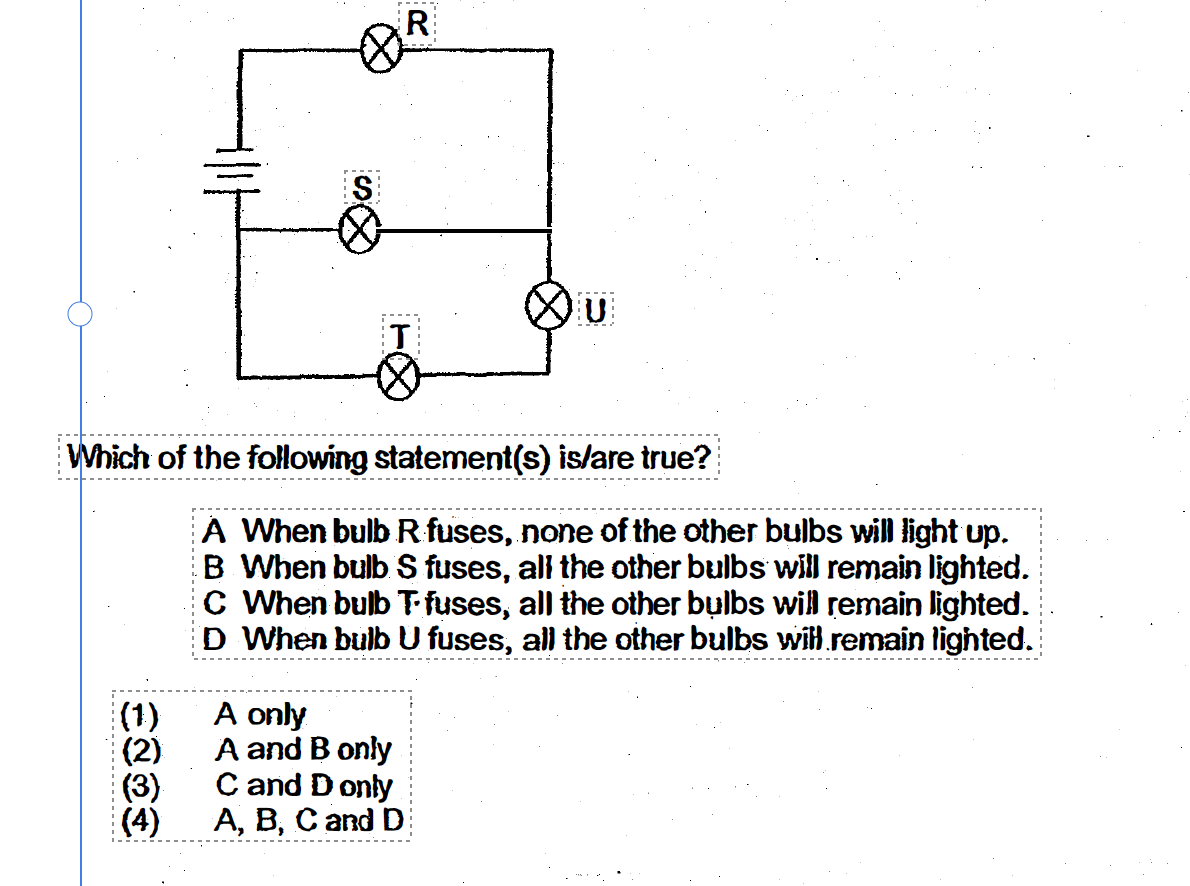 R
S
U
T
Which of the following statement(s) is/are true?
A When bulb R fuses, none of the other bulbs will light up.
B When bulb S fuses, all the other bulbs will remain lighted.
C When bulb T fuses, all the other bulbs will remain lighted.
D When bulb U fuses, all the other bulbs will remain lighted.
(1) A only
(2) A and B only
(3) C and D only
(4) A, B, C and D